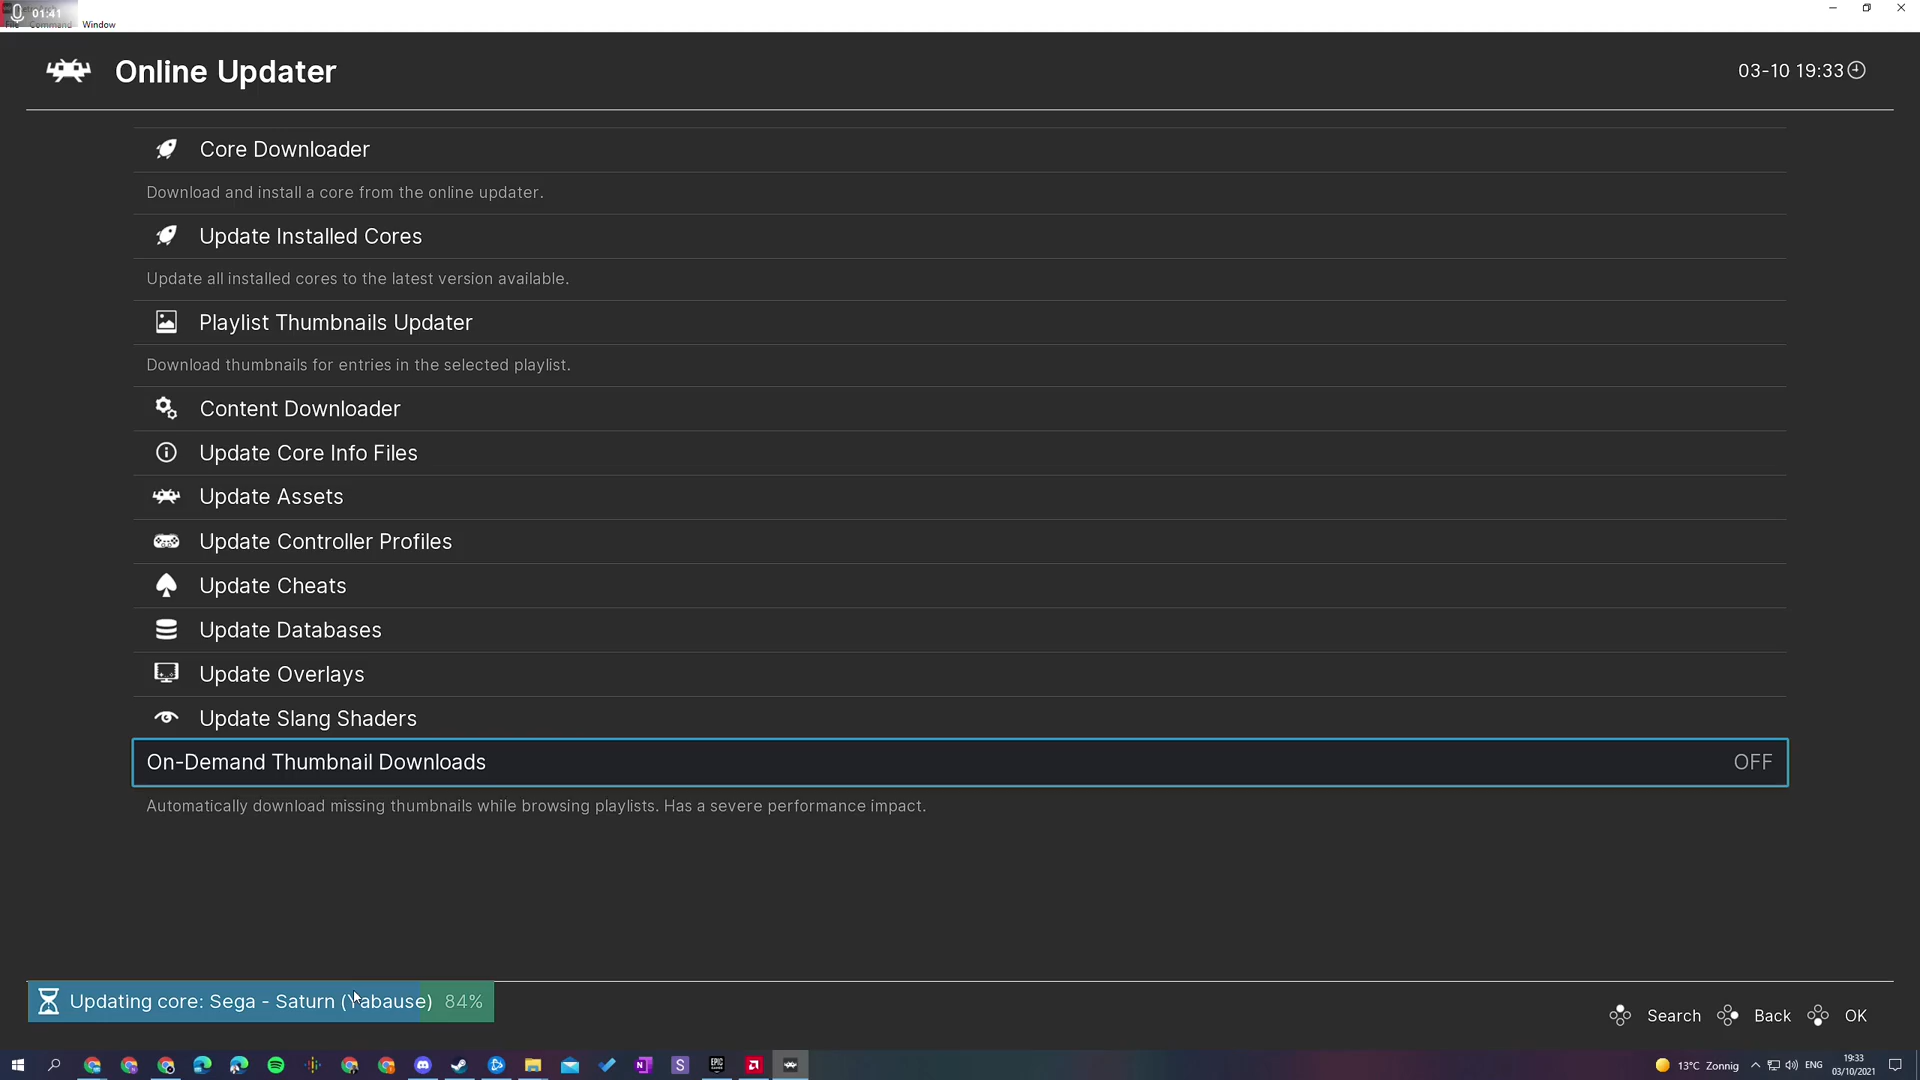 01:41
File Command Window
Online Updater
03-10 19:33
Core Downloader
Download and install a core from the online updater.
Update Installed Cores
Update all installed cores to the latest version available.
Playlist Thumbnails Updater
Download thumbnails for entries in the selected playlist.
Content Downloader
Update Core Info Files
Update Assets
Update Controller Profiles
Update Cheats
Update Databases
Update Overlays
Update Slang Shaders
On-Demand Thumbnail Downloads OFF
Automatically download missing thumbnails while browsing playlists. Has a severe performance impact.
Updating core: Sega - Saturn (Yabause) 84%
Search Back OK
13°C Zonnig ENG
19:33
03/10/2021